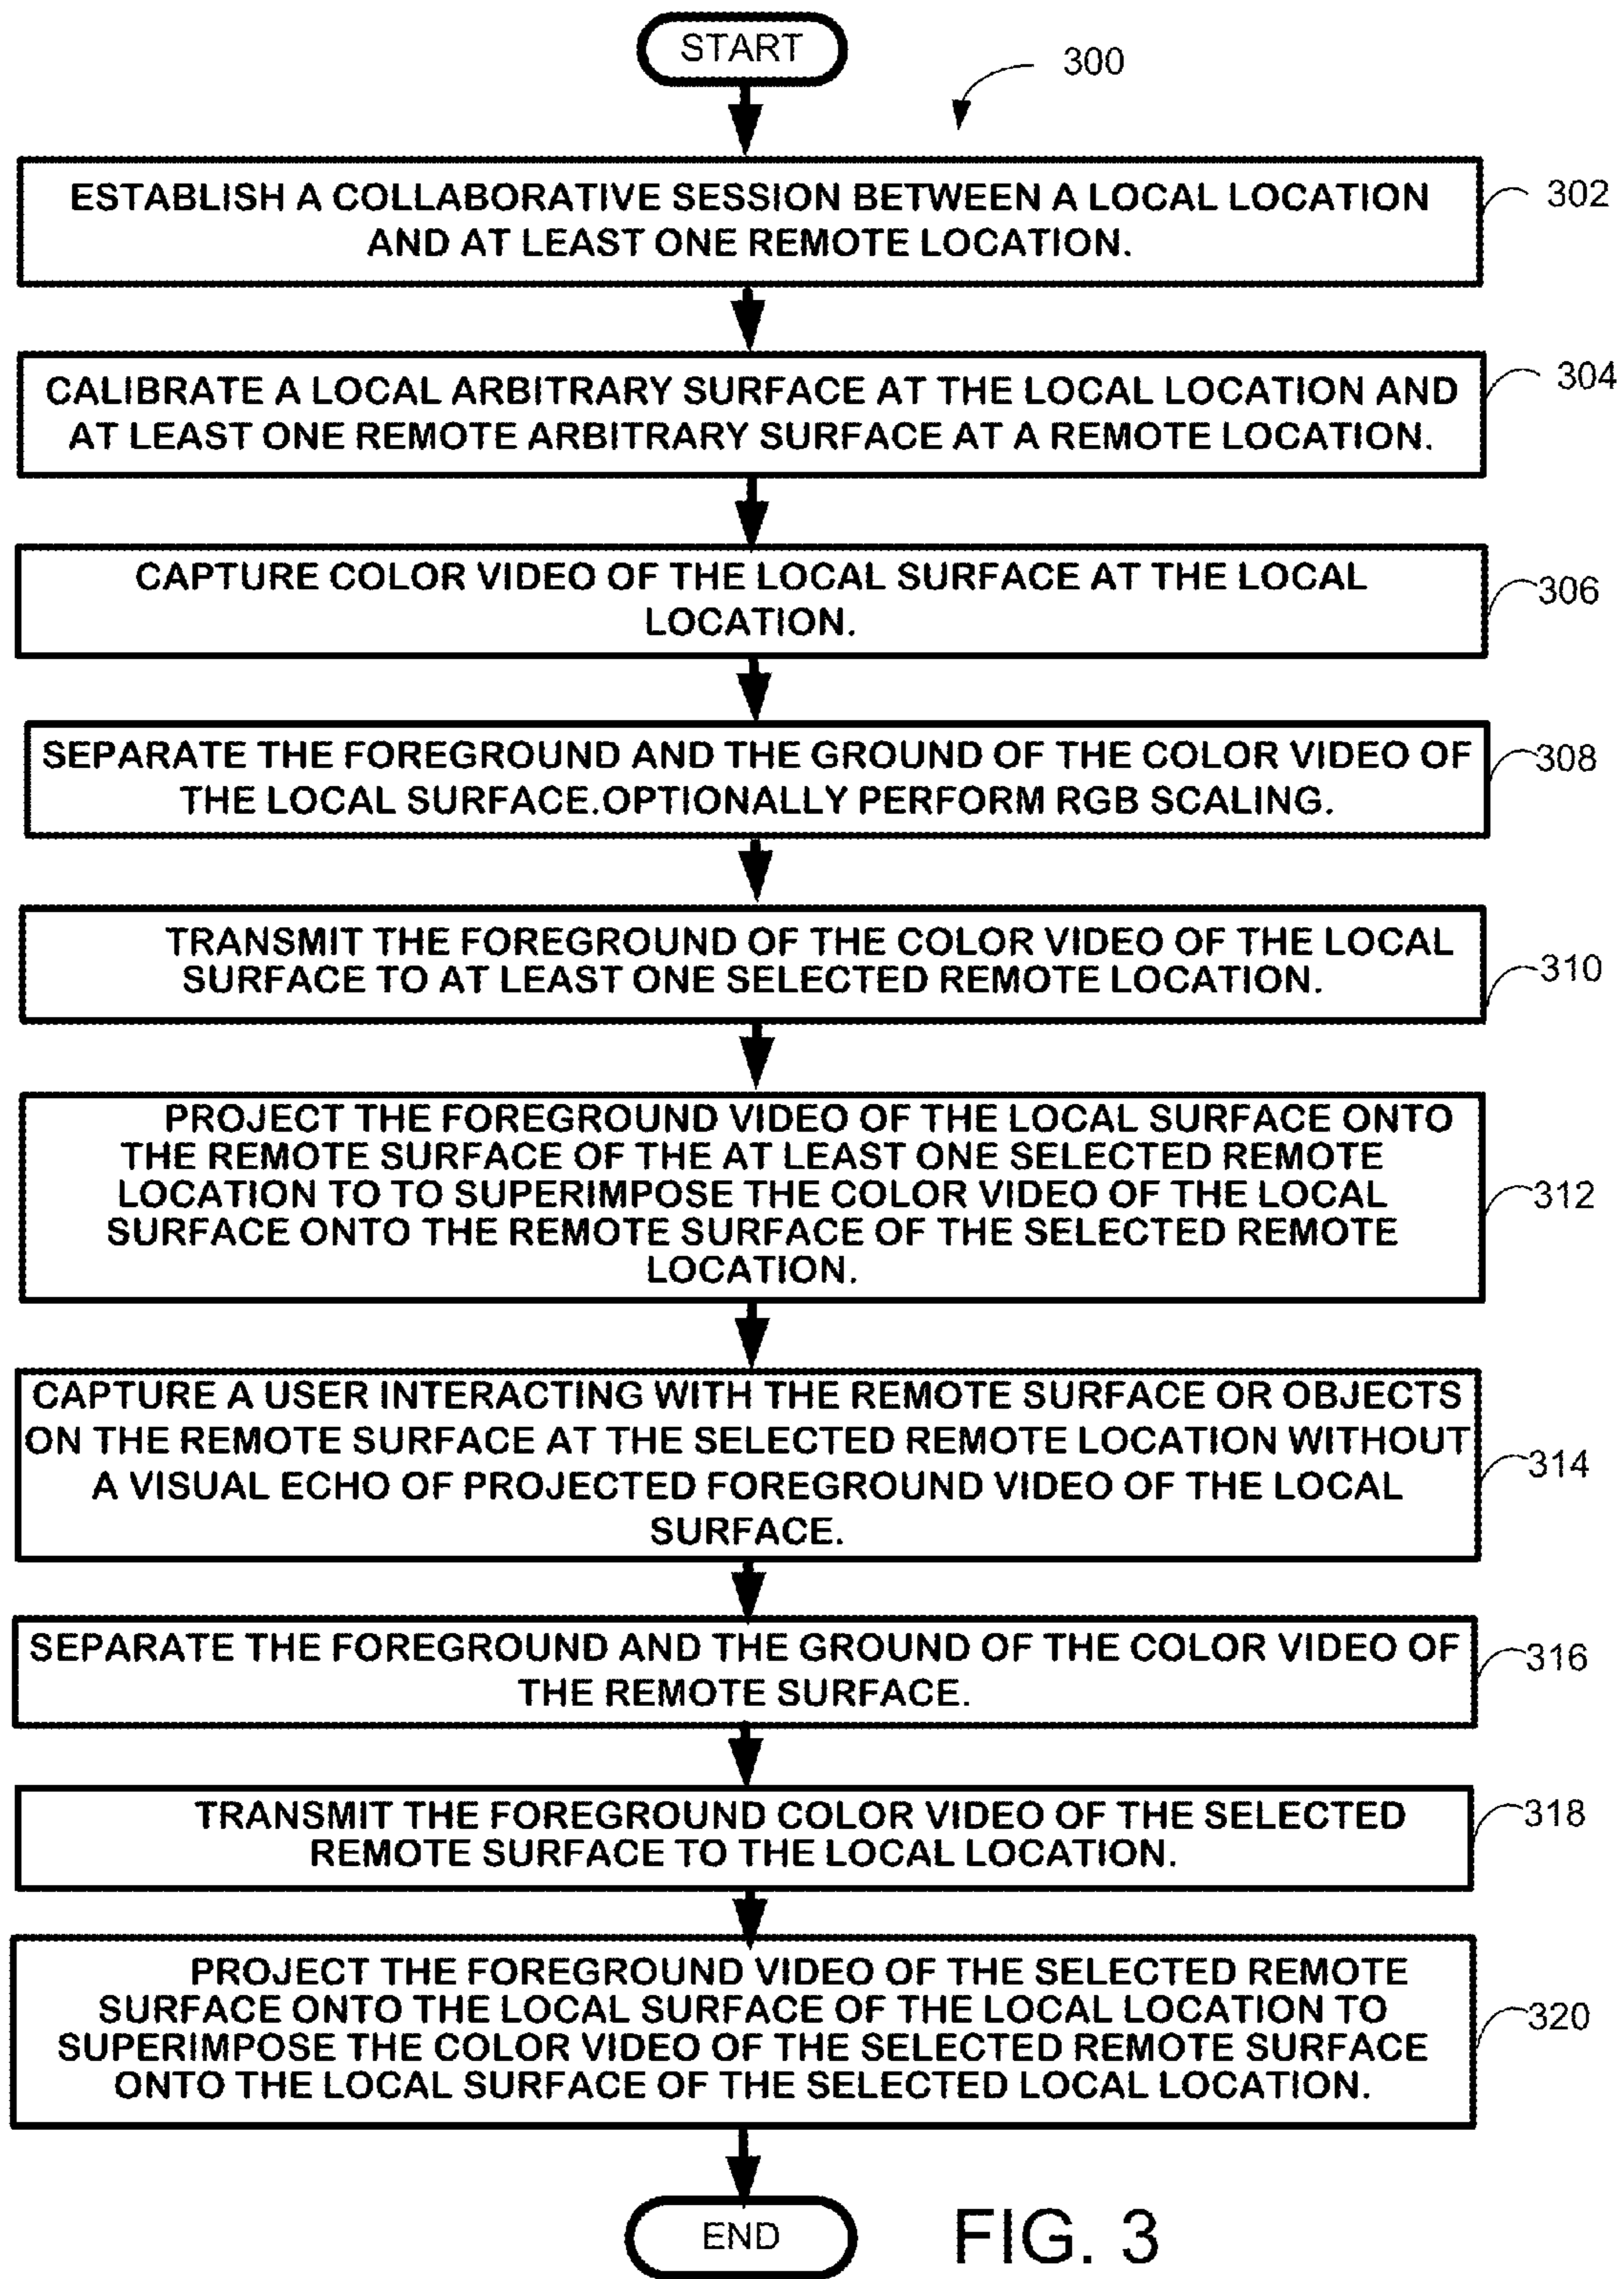 START
300
ESTABLISH A COLLABORATIVE SESSION BETWEEN A LOCAL LOCATION
AND AT LEAST ONE REMOTE LOCATION.
302
CALIBRATE A LOCAL ARBITRARY SURFACE AT THE LOCAL LOCATION AND
AT LEAST ONE REMOTE ARBITRARY SURFACE AT A REMOTE LOCATION.
304
CAPTURE COLOR VIDEO OF THE LOCAL SURFACE AT THE LOCAL
LOCATION.
306
SEPARATE THE FOREGROUND AND THE GROUND OF THE COLOR VIDEO OF
THE LOCAL SURFACE.OPTIONALLY PERFORM RGB SCALING.
308
TRANSMIT THE FOREGROUND OF THE COLOR VIDEO OF THE LOCAL
SURFACE TO AT LEAST ONE SELECTED REMOTE LOCATION.
310
PROJECT THE FOREGROUND VIDEO OF THE LOCAL SURFACE ONTO
THE REMOTE SURFACE OF THE AT LEAST ONE SELECTED REMOTE
LOCATION TO TO SUPERIMPOSE THE COLOR VIDEO OF THE LOCAL
SURFACE ONTO THE REMOTE SURFACE OF THE SELECTED REMOTE
LOCATION.
312
CAPTURE A USER INTERACTING WITH THE REMOTE SURFACE OR OBJECTS
ON THE REMOTE SURFACE AT THE SELECTED REMOTE LOCATION WITHOUT
A VISUAL ECHO OF PROJECTED FOREGROUND VIDEO OF THE LOCAL
SURFACE.
314
SEPARATE THE FOREGROUND AND THE GROUND OF THE COLOR VIDEO OF
THE REMOTE SURFACE.
316
TRANSMIT THE FOREGROUND COLOR VIDEO OF THE SELECTED
REMOTE SURFACE TO THE LOCAL LOCATION.
318
PROJECT THE FOREGROUND VIDEO OF THE SELECTED REMOTE
SURFACE ONTO THE LOCAL SURFACE OF THE LOCAL LOCATION TO
SUPERIMPOSE THE COLOR VIDEO OF THE SELECTED REMOTE SURFACE
ONTO THE LOCAL SURFACE OF THE SELECTED LOCAL LOCATION.
320
END
FIG. 3